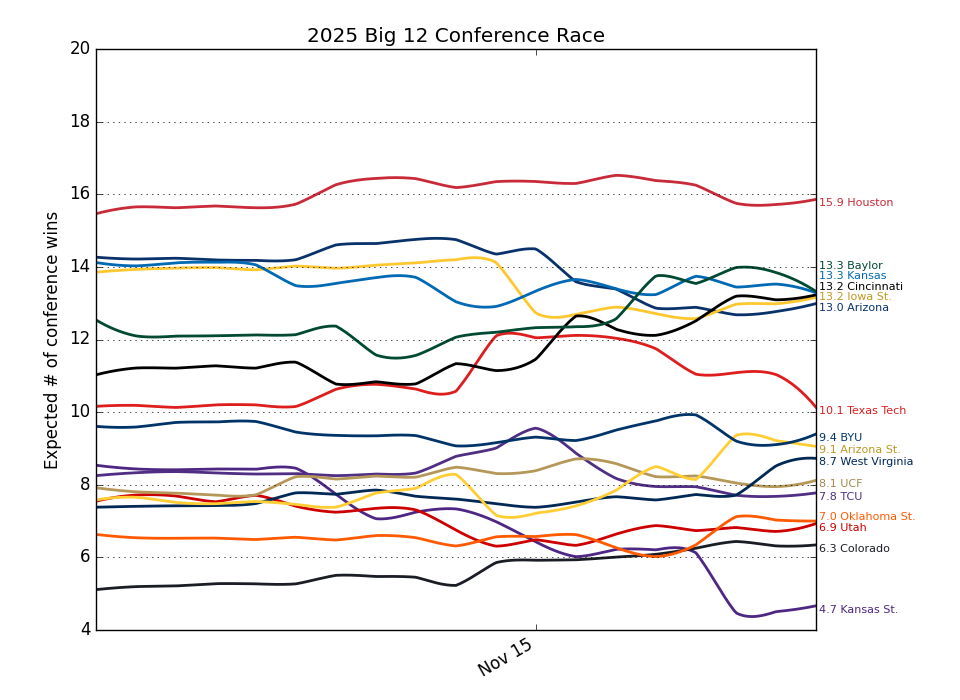 2025 Big 12 Conference Race
Expected # of conference wins
20
18
16
14
12
10
8
6
4
Nov 15
15.9 Houston
13.3 Baylor
13.3 Kansas
13.2 Cincinnati
13.2 Iowa St.
13.0 Arizona
10.1 Texas Tech
9.4 BYU
9.1 Arizona St.
8.7 West Virginia
8.1 UCF
7.8 TCU
7.0 Oklahoma St.
6.9 Utah
6.3 Colorado
4.7 Kansas St.